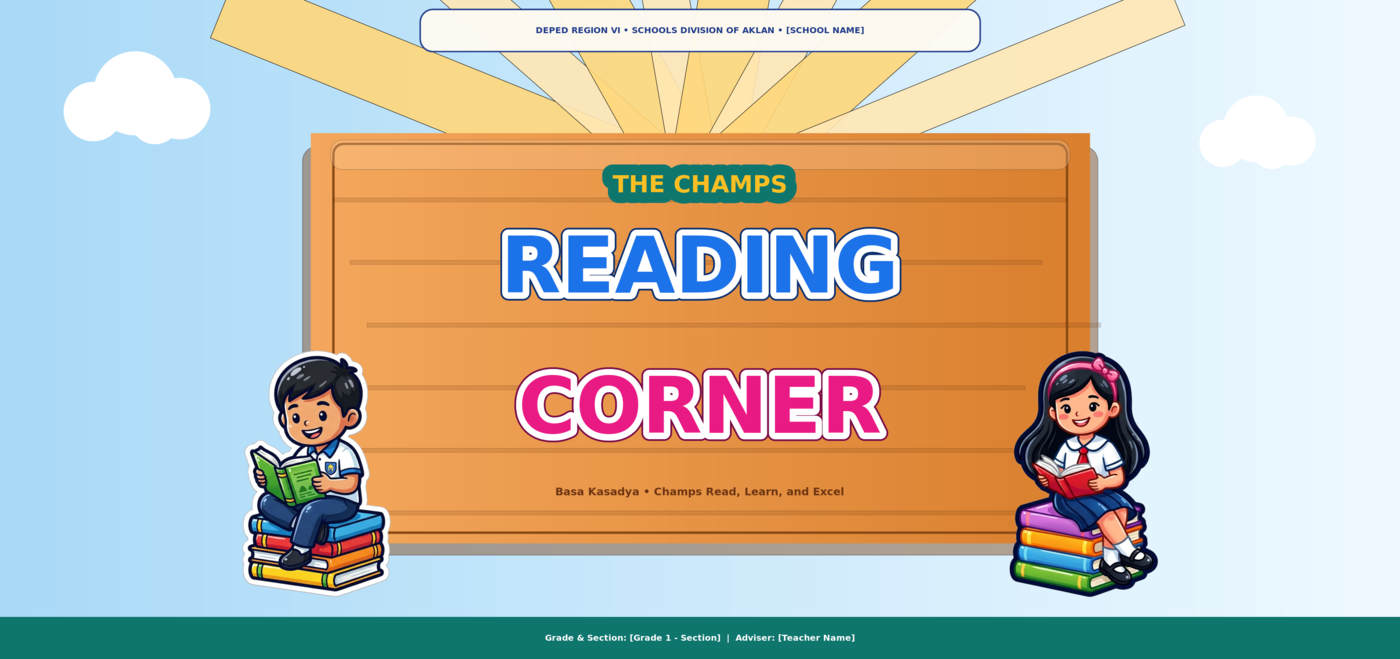 DEPED REGION VI • SCHOOLS DIVISION OF AKLAN • [SCHOOL NAME]
THE CHAMPS
READING
CORNER
Basa Kasadya • Champs Read, Learn, and Excel
Grade & Section: [Grade 1 - Section] | Adviser: [Teacher Name]